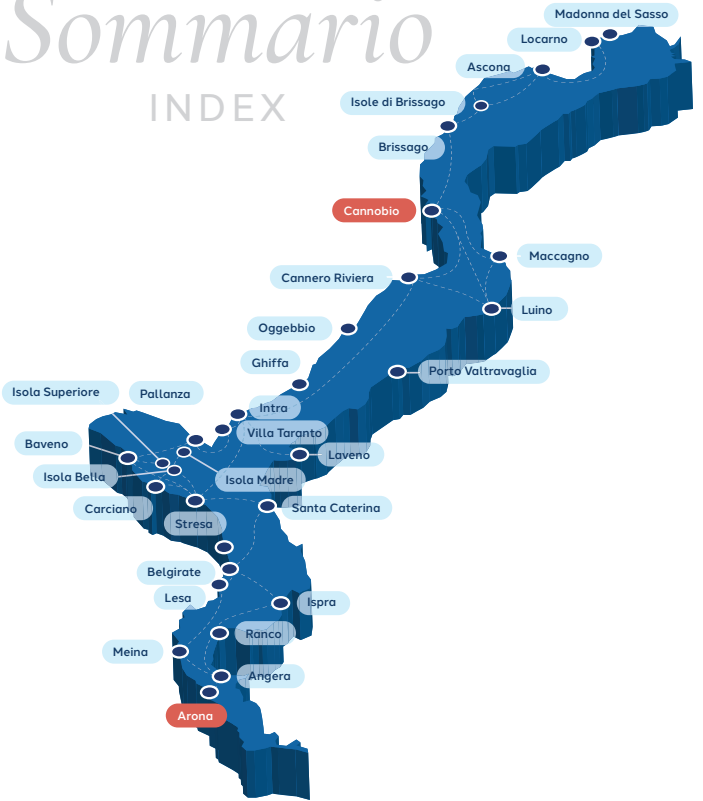 Sommario
INDEX
Madonna del Sasso
Locarno
Ascona
Isole di Brissago
Brissago
Cannobio
Maccagno
Cannero Riviera
Luino
Oggebbio
Ghiffa
Porto Valtravaglia
Isola Superiore
Pallanza
Intra
Villa Taranto
Baveno
Laveno
Isola Bella
Isola Madre
Carciano
Santa Caterina
Stresa
Belgirate
Lesa
Ispra
Ranco
Meina
Angera
Arona